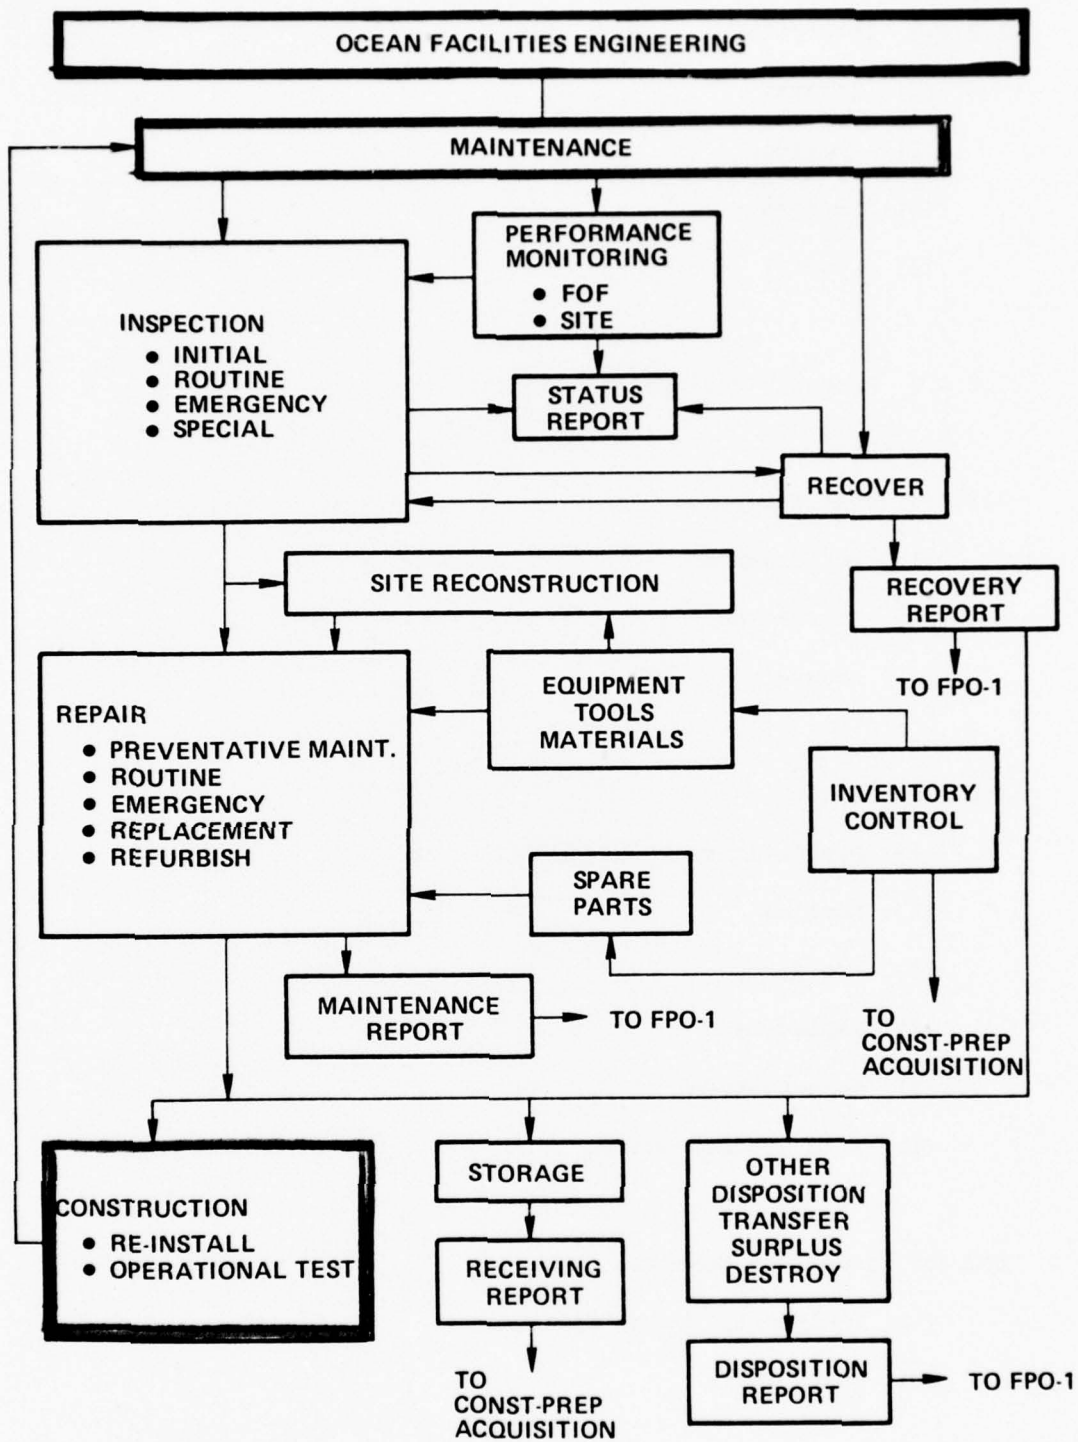 OCEAN FACILITIES ENGINEERING
MAINTENANCE
PERFORMANCE
MONITORING
● FOF
● SITE
INSPECTION
● INITIAL
● ROUTINE
● EMERGENCY
● SPECIAL
STATUS
REPORT
RECOVER
SITE RECONSTRUCTION
RECOVERY
REPORT
TO FPO-1
EQUIPMENT
TOOLS
MATERIALS
REPAIR
● PREVENTATIVE MAINT.
● ROUTINE
● EMERGENCY
● REPLACEMENT
● REFURBISH
INVENTORY
CONTROL
SPARE
PARTS
MAINTENANCE
REPORT
TO FPO-1
TO
CONST-PREP
ACQUISITION
CONSTRUCTION
● RE-INSTALL
● OPERATIONAL TEST
STORAGE
RECEIVING
REPORT
TO
CONST-PREP
ACQUISITION
OTHER
DISPOSITION
TRANSFER
SURPLUS
DESTROY
DISPOSITION
REPORT
TO FPO-1